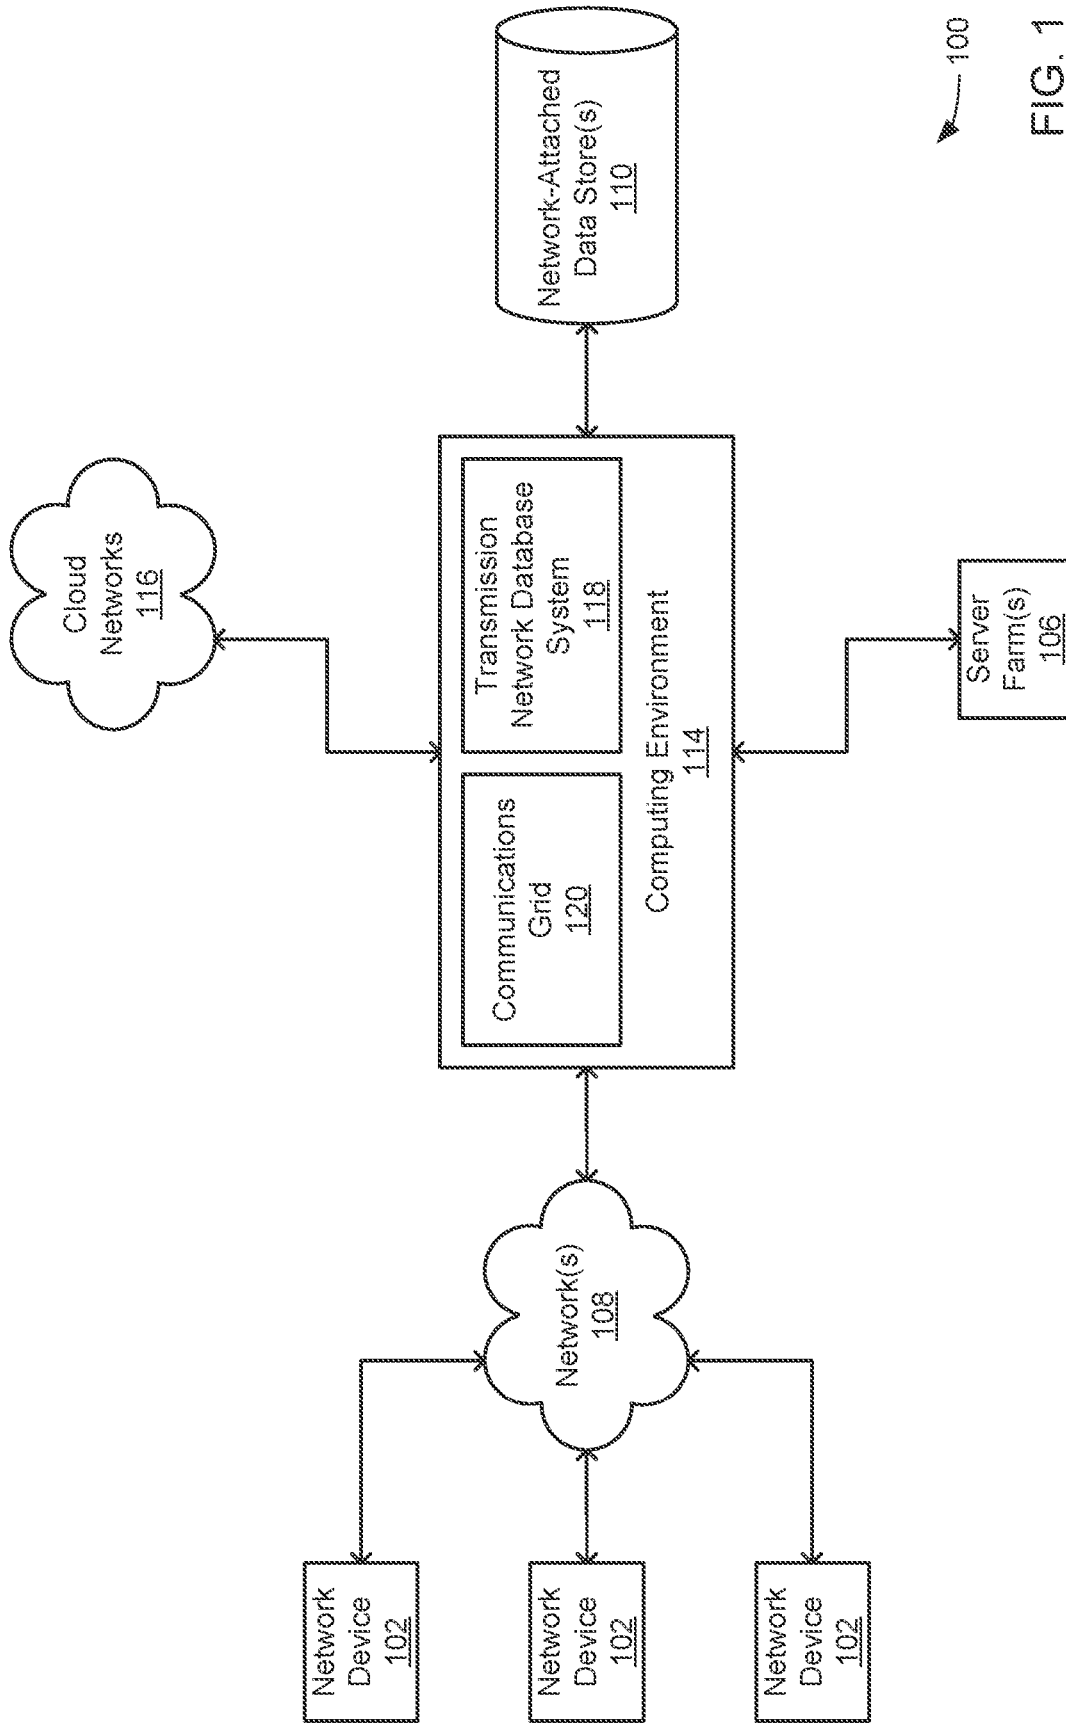 Cloud
Networks
116
Network
Device
102
Network
Device
102
Network
Device
102
Network(s)
108
Communications
Grid
120
Transmission
Network Database
System
118
Computing Environment
114
Network-Attached
Data Store(s)
110
Server
Farm(s)
106
100
FIG. 1